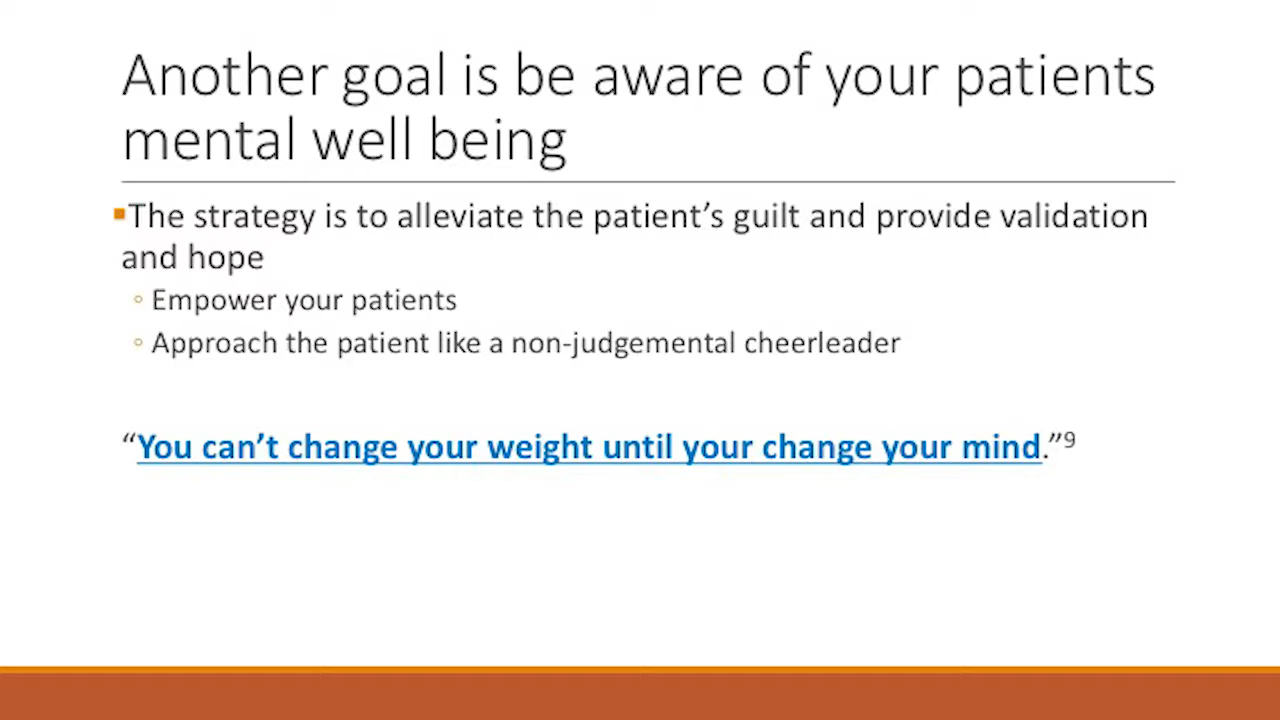 Another goal is be aware of your patients
mental well being
▪The strategy is to alleviate the patient’s guilt and provide validation
and hope
◦ Empower your patients
◦ Approach the patient like a non-judgemental cheerleader
“You can’t change your weight until your change your mind.”9